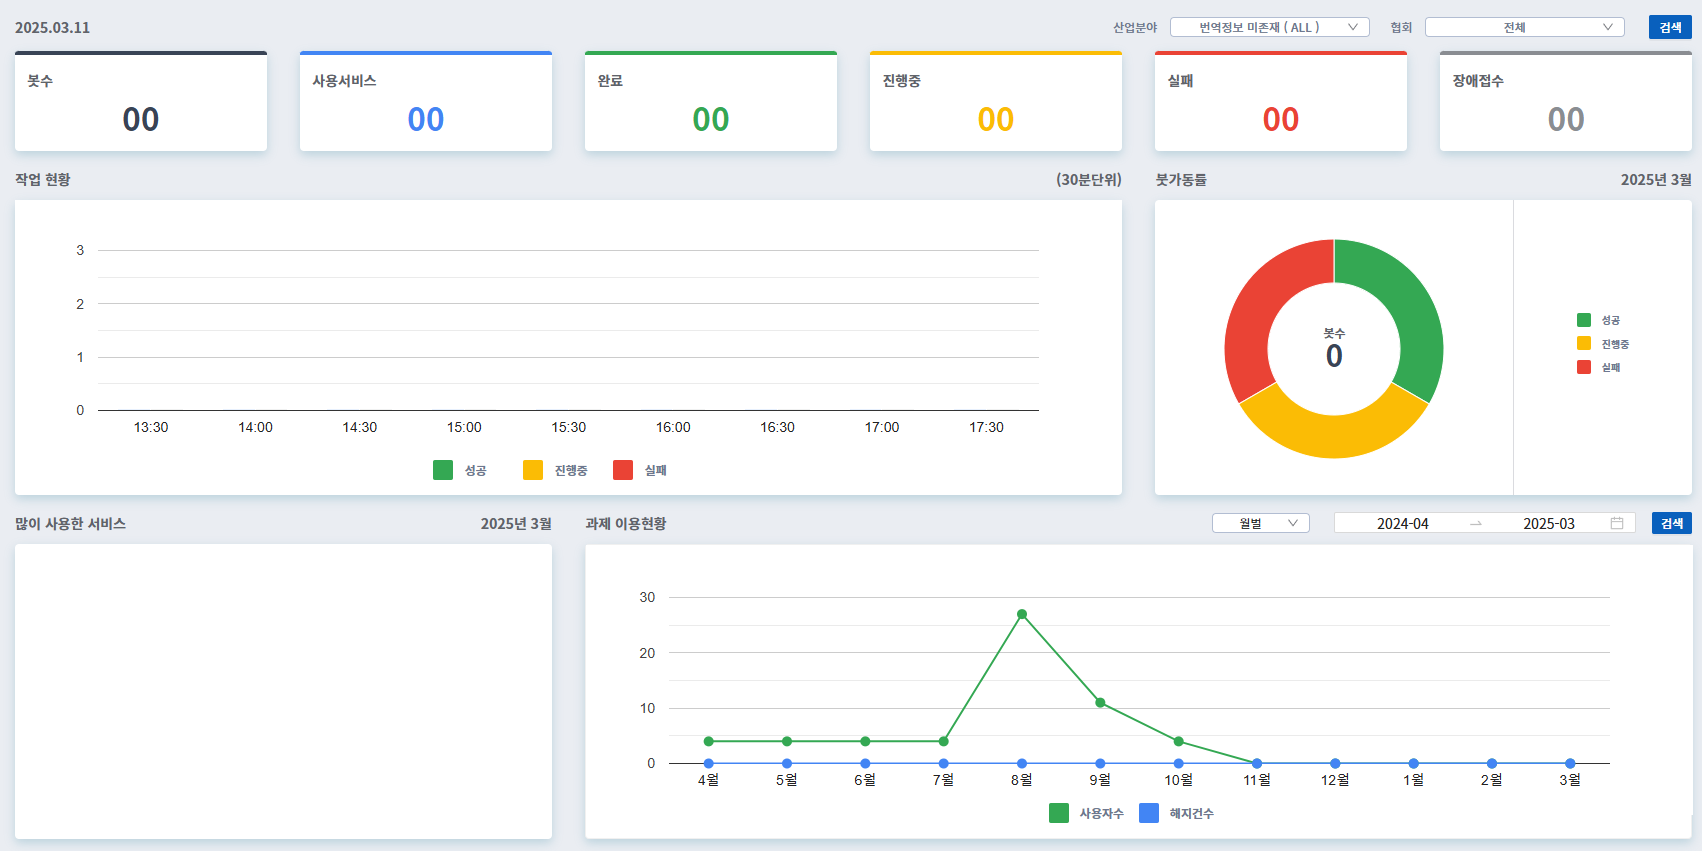 2025.03.11 산업분야 번역정보 미존재 ( ALL ) 협회 전체 검색
봇수 사용서비스 완료 진행중 실패 장애접수
00 00 00 00 00 00
작업 현황 (30분단위) 봇가동률 2025년 3월
3
2
1
0
13:30 14:00 14:30 15:00 15:30 16:00 16:30 17:00 17:30
성공 진행중 실패
봇수
0
성공
진행중
실패
많이 사용한 서비스 2025년 3월 과제 이용현황 월별 2024-04 → 2025-03 검색
30
20
10
0
4월 5월 6월 7월 8월 9월 10월 11월 12월 1월 2월 3월
사용자수 해지건수